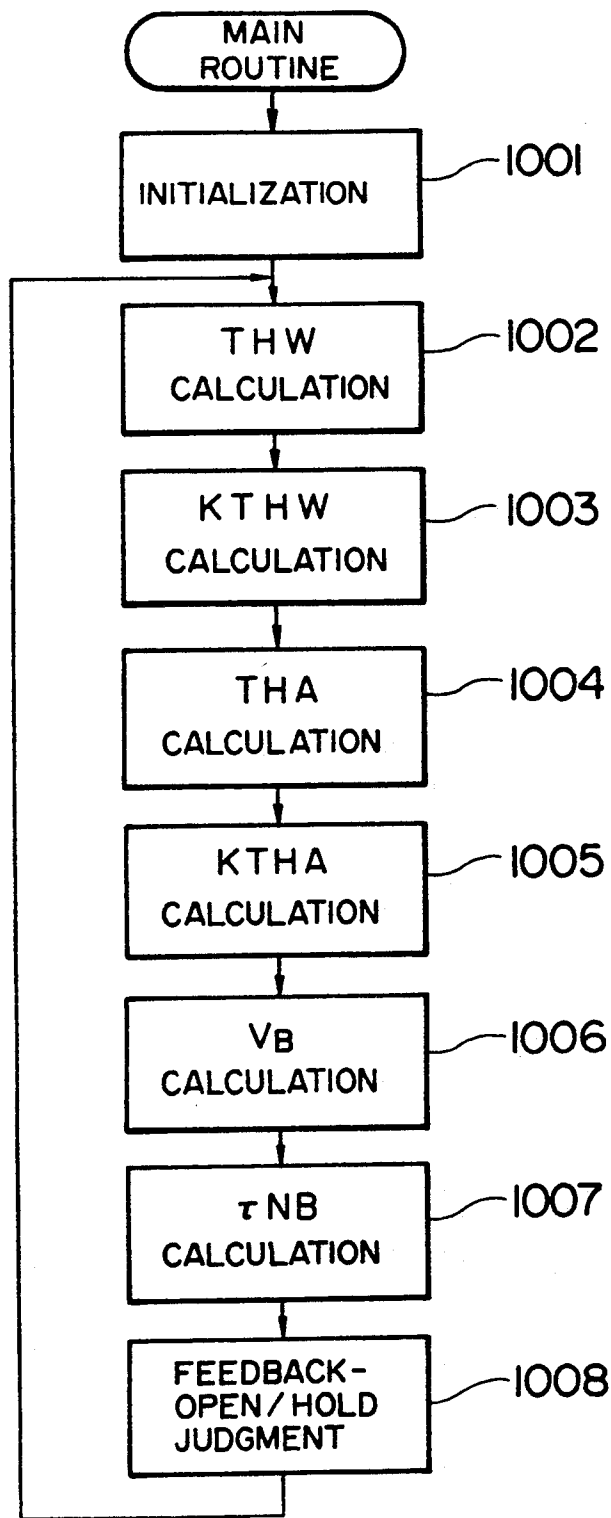 MAIN
ROUTINE
INITIALIZATION
1001
THW
CALCULATION
1002
KTHW
CALCULATION
1003
THA
CALCULATION
1004
KTHA
CALCULATION
1005
VB
CALCULATION
1006
τNB
CALCULATION
1007
FEEDBACK-
OPEN/HOLD
JUDGMENT
1008